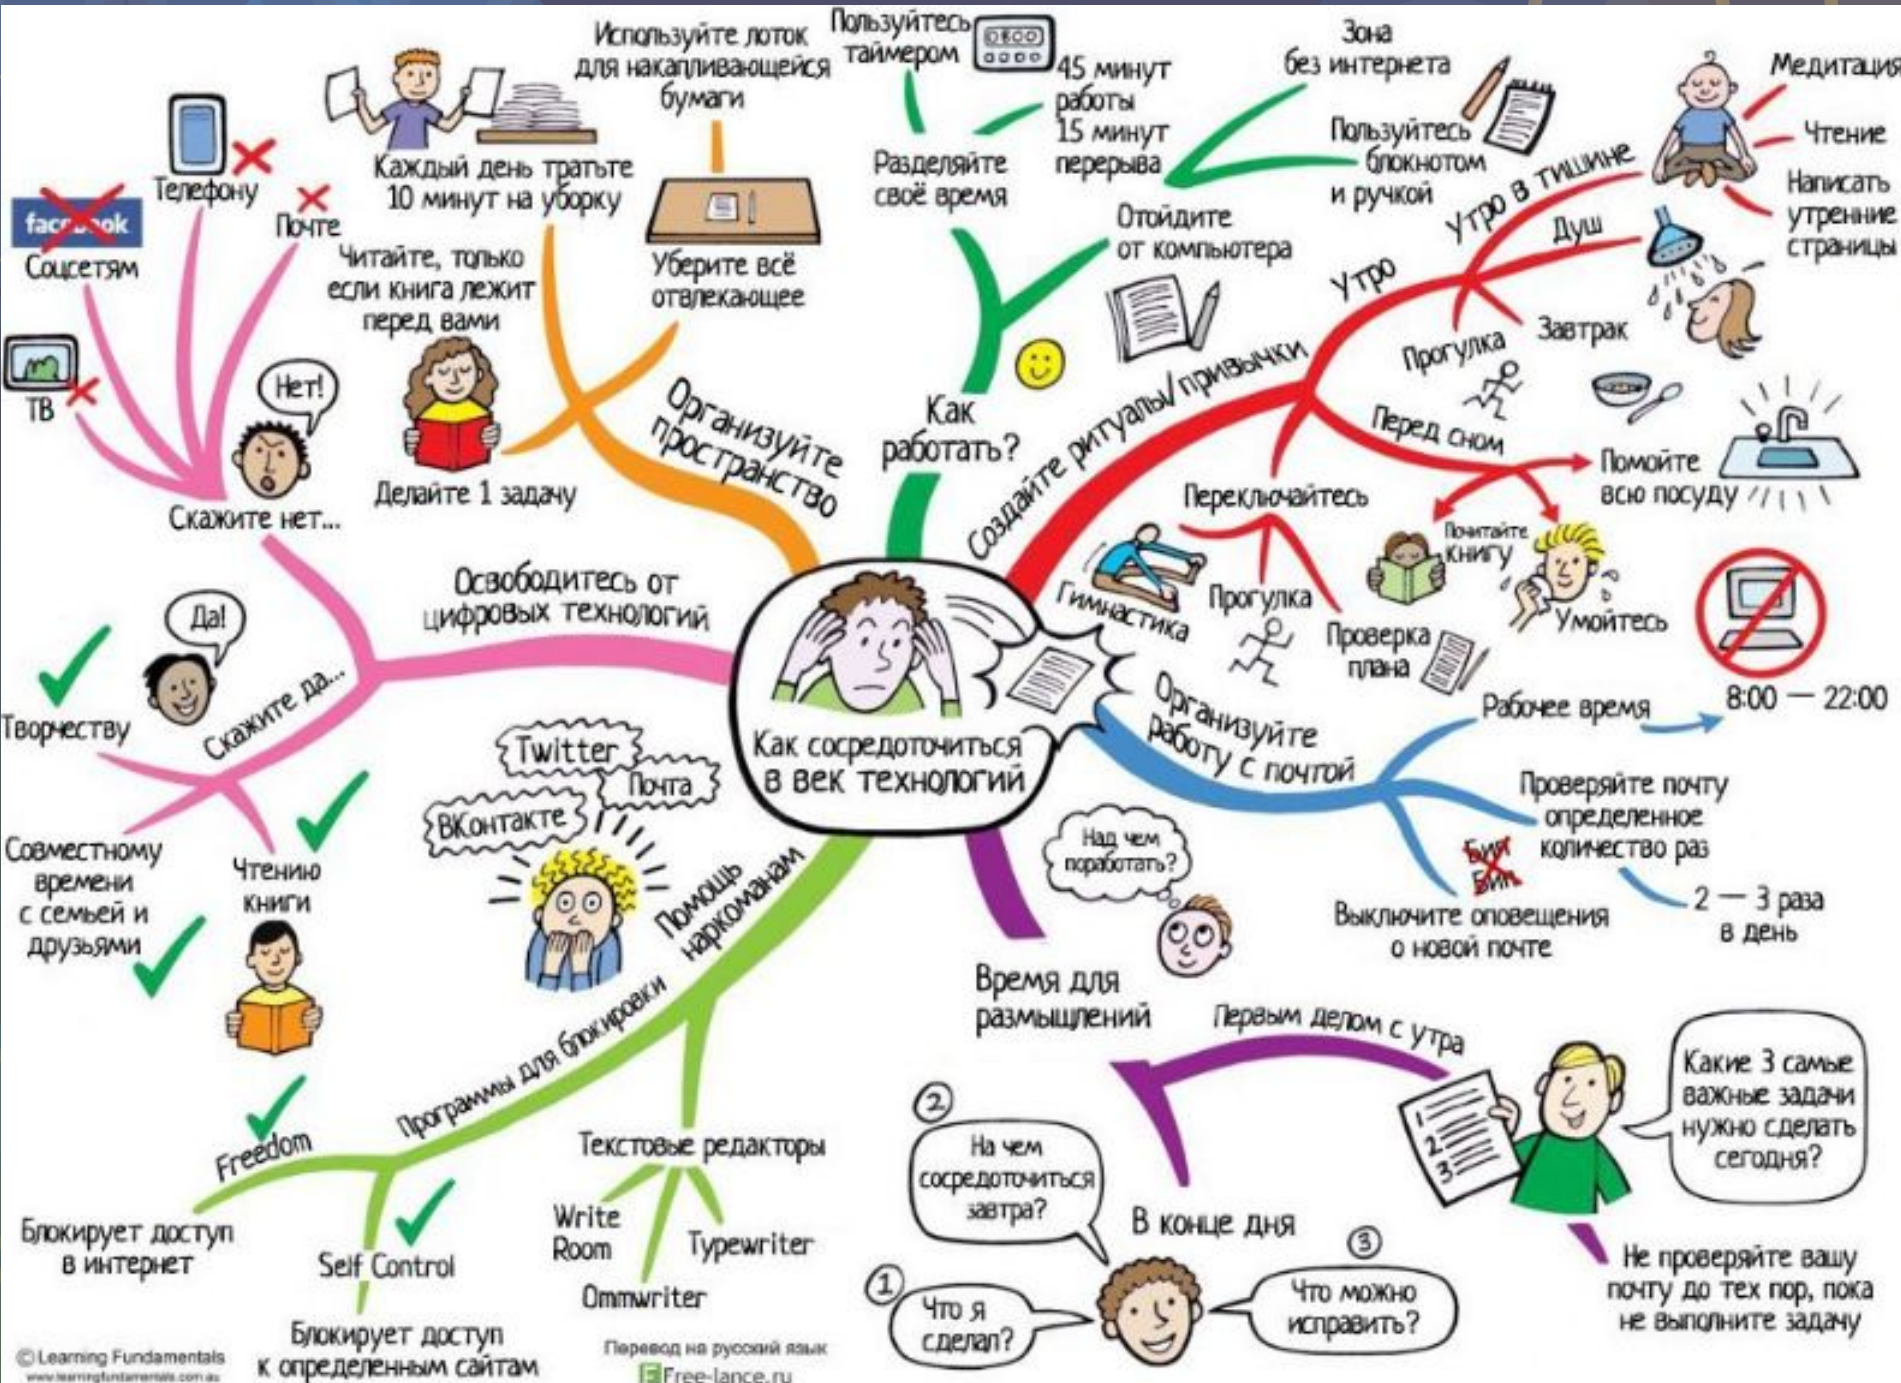 Как сосредоточиться
в век технологий
Создайте ритуалы/привычки
Утро
Утро в тишине
Медитация
Чтение
Написать
утренние
страницы
Душ
Завтрак
Прогулка
Перед сном
Помойте
всю посуду
Почитайте
книгу
Умойтесь
Переключайтесь
Гимнастика
Прогулка
Проверка
плана
Организуйте
работу с почтой
Рабочее время
8:00 — 22:00
Проверяйте почту
определенное
количество раз
2 — 3 раза
в день
Бип
Бип
Выключите оповещения
о новой почте
Над чем
поработать?
Время для
размышлений
Первым делом с утра
1
2
3
Какие 3 самые
важные задачи
нужно сделать
сегодня?
Не проверяйте вашу
почту до тех пор, пока
не выполните задачу
В конце дня
1
Что я
сделал?
2
На чем
сосредоточиться
завтра?
3
Что можно
исправить?
Помощь
наркоманам
Twitter
Почта
ВКонтакте
Текстовые редакторы
Write
Room
Ommwriter
Typewriter
Программы для блокировки
Freedom
Блокирует доступ
в интернет
Self Control
Блокирует доступ
к определенным сайтам
Освободитесь от
цифровых технологий
Скажите да...
Да!
Творчеству
Совместному
времени
с семьей и
друзьями
Чтению
книги
Скажите нет...
Нет!
ТВ
facebook
Соцсетям
Телефону
Почте
Организуйте
пространство
Делайте 1 задачу
Читайте, только
если книга лежит
перед вами
Каждый день тратьте
10 минут на уборку
Уберите всё
отвлекающее
Используйте лоток
для накапливающейся
бумаги
Как
работать?
Разделяйте
своё время
Пользуйтесь
таймером
45 минут
работы
15 минут
перерыва
Отойдите
от компьютера
Зона
без интернета
Пользуйтесь
блокнотом
и ручкой
© Learning Fundamentals
www.learningfundamentals.com.au
Перевод на русский язык
Free-lance.ru